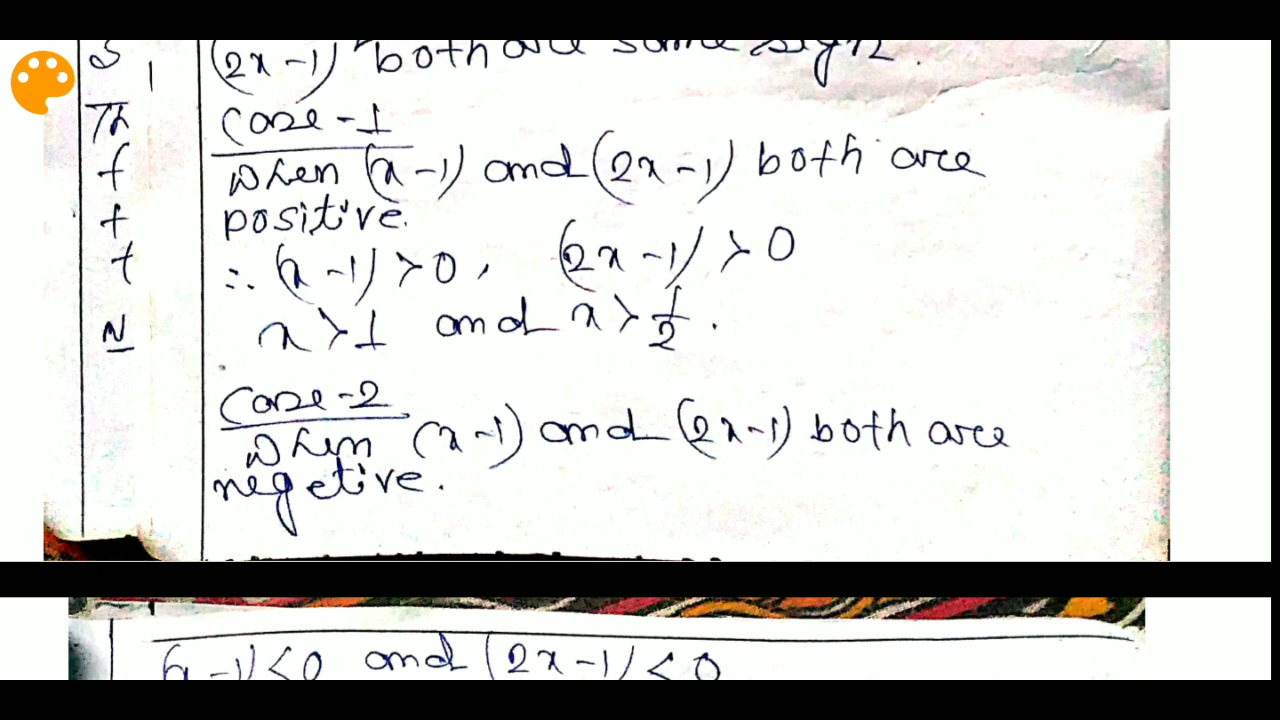 S
(2x-1) both are same sign.
Th
Case-1
f
when (x-1) and (2x-1) both are
f
positive.
f
∴ (x-1) > 0, (2x-1) > 0
N
x > 1 and x > 1/2.
Case-2
when (x-1) and (2x-1) both are
negetive.
(x-1) < 0 and (2x-1) < 0